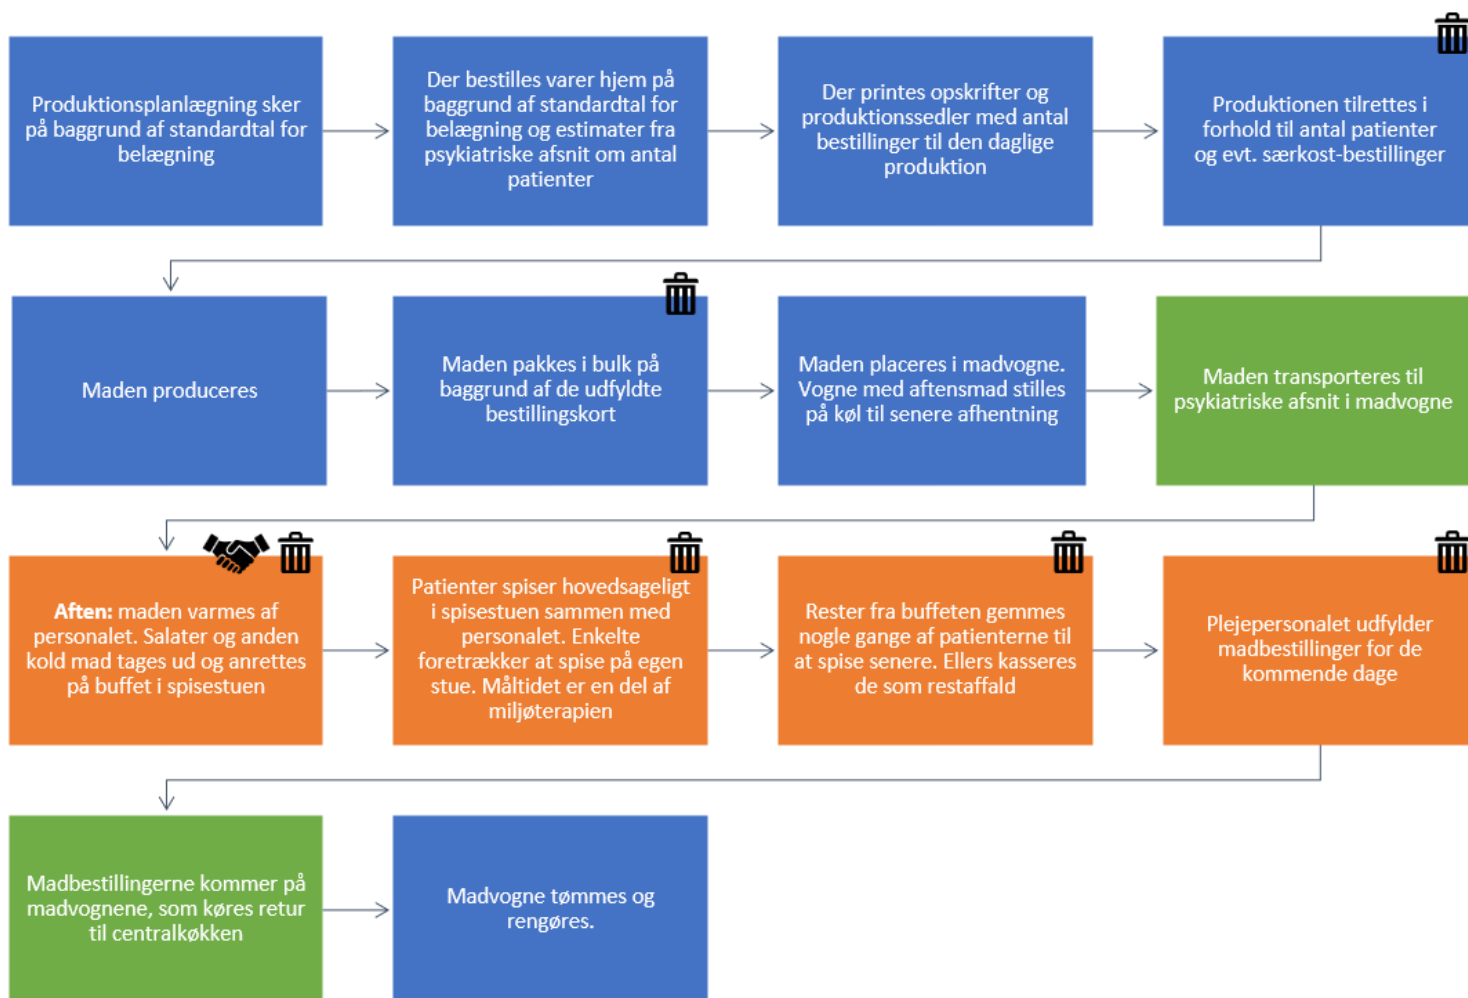 Produktionsplanlægning sker
på baggrund af standardtal for
belægning
Der bestilles varer hjem på
baggrund af standardtal for
belægning og estimater fra
psykiatriske afsnit om antal
patienter
Der printes opskrifter og
produktionssedler med antal
bestillinger til den daglige
produktion
Produktionen tilrettes i
forhold til antal patienter
og evt. særkost-bestillinger
Maden produceres
Maden pakkes i bulk på
baggrund af de udfyldte
bestillingskort
Maden placeres i madvogne.
Vogne med aftensmad stilles
på køl til senere afhentning
Maden transporteres til
psykiatriske afsnit i madvogne
Aften: maden varmes af
personalet. Salater og anden
kold mad tages ud og anrettes
på buffet i spisestuen
Patienter spiser hovedsageligt
i spisestuen sammen med
personalet. Enkelte
foretrækker at spise på egen
stue. Måltidet er en del af
miljøterapien
Rester fra buffeten gemmes
nogle gange af patienterne til
at spise senere. Ellers kasseres
de som restaffald
Plejepersonalet udfylder
madbestillinger for de
kommende dage
Madbestillingerne kommer på
madvognene, som køres retur
til centralkøkken
Madvogne tømmes og
rengøres.